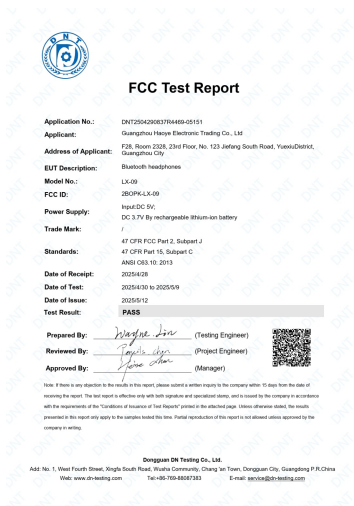 DNT
FCC Test Report
Application No.: DNT2504290837R4469-05151
Applicant: Guangzhou Haoye Electronic Trading Co., Ltd
Address of Applicant: F28, Room 2328, 23rd Floor, No. 123 Jiefang South Road, YuexiuDistrict,
Guangzhou City
EUT Description: Bluetooth headphones
Model No.: LX-09
FCC ID: 2BOPK-LX-09
Power Supply: Input:DC 5V;
DC 3.7V By rechargeable lithium-ion battery
Trade Mark: /
47 CFR FCC Part 2, Subpart J
Standards: 47 CFR Part 15, Subpart C
ANSI C63.10: 2013
Date of Receipt: 2025/4/28
Date of Test: 2025/4/30 to 2025/5/9
Date of Issue: 2025/5/12
Test Result: PASS
Prepared By: Wayne Lin (Testing Engineer)
Reviewed By: (Project Engineer)
Approved By: (Manager)
Note: If there is any objection to the results in this report, please submit a written inquiry to the company within 15 days from the date of
receiving the report. The test report is effective only with both signature and specialized stamp, and is issued by the company in accordance
with the requirements of the "Conditions of Issuance of Test Reports" printed in the attached page. Unless otherwise stated, the results
presented in this report only apply to the samples tested this time. Partial reproduction of this report is not allowed unless approved by the
company in writing.
Dongguan DN Testing Co., Ltd.
Add: No. 1, West Fourth Street, Xingfa South Road, Wusha Community, Chang 'an Town, Dongguan City, Guangdong P.R.China
Web: www.dn-testing.com Tel:+86-769-88087383 E-mail: service@dn-testing.com